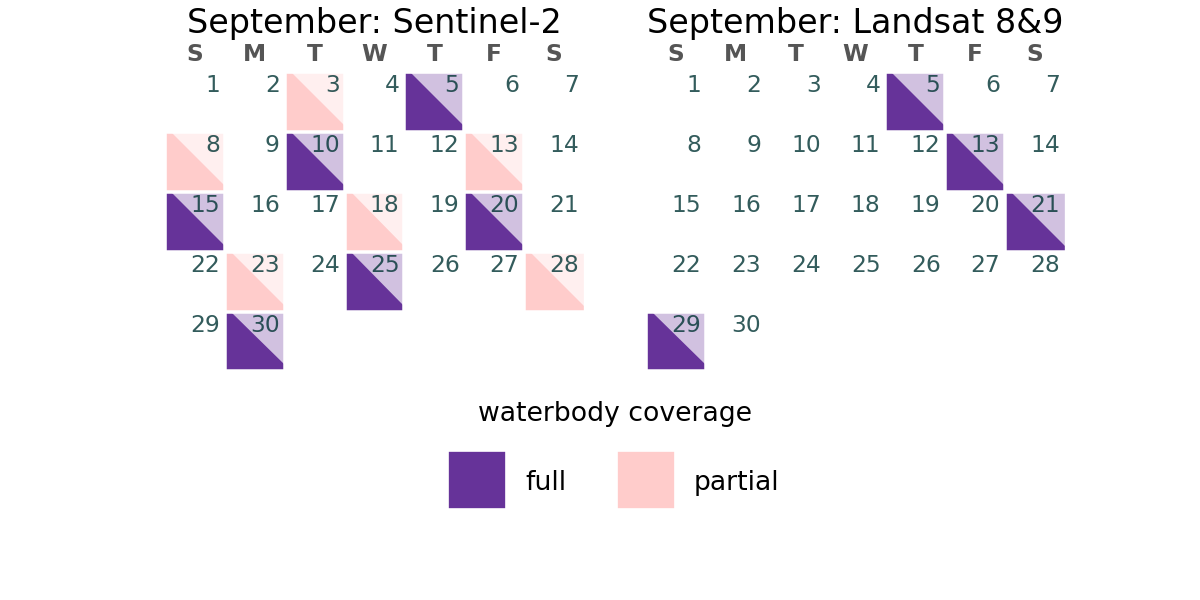 September: Sentinel-2
S M T W T F S
1 2 3 4 5 6 7
8 9 10 11 12 13 14
15 16 17 18 19 20 21
22 23 24 25 26 27 28
29 30
September: Landsat 8&9
S M T W T F S
1 2 3 4 5 6 7
8 9 10 11 12 13 14
15 16 17 18 19 20 21
22 23 24 25 26 27 28
29 30
waterbody coverage
full partial